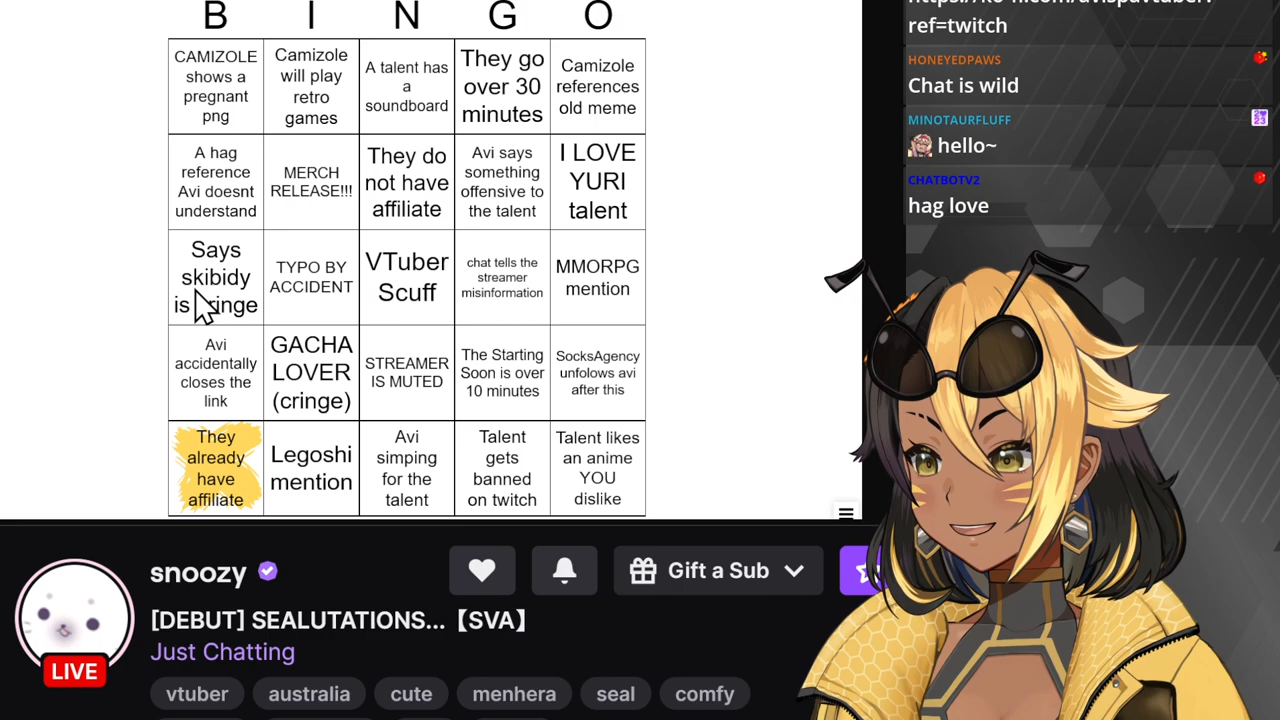 B I N G O
CAMIZOLE
shows a
pregnant
png
Camizole
will play
retro
games
A talent has
a
soundboard
They go
over 30
minutes
Camizole
references
old meme
A hag
reference
Avi doesnt
understand
MERCH
RELEASE!!!
They do
not have
affiliate
Avi says
something
offensive to
the talent
I LOVE
YURI
talent
Says
skibidy
is cringe
TYPO BY
ACCIDENT
VTuber
Scuff
chat tells the
streamer
misinformation
MMORPG
mention
Avi
accidentally
closes the
link
GACHA
LOVER
(cringe)
STREAMER
IS MUTED
The Starting
Soon is over
10 minutes
SocksAgency
unfolows avi
after this
They
already
have
affiliate
Legoshi
mention
Avi
simping
for the
talent
Talent
gets
banned
on twitch
Talent likes
an anime
YOU
dislike
ref=twitch
HONEYEDPAWS
Chat is wild
MINOTAURFLUFF
hello~
CHATBOTV2
hag love
snoozy
Gift a Sub
[DEBUT] SEALUTATIONS... 【SVA】
Just Chatting
LIVE
vtuber australia cute menhera seal comfy